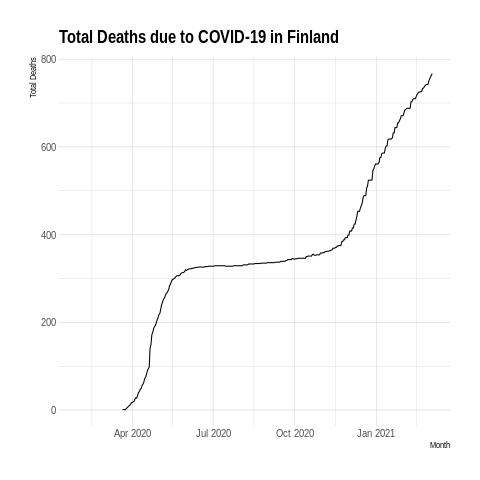 Total Deaths due to COVID-19 in Finland
Total Deaths
800
600
400
200
0
Apr 2020 Jul 2020 Oct 2020 Jan 2021
Month